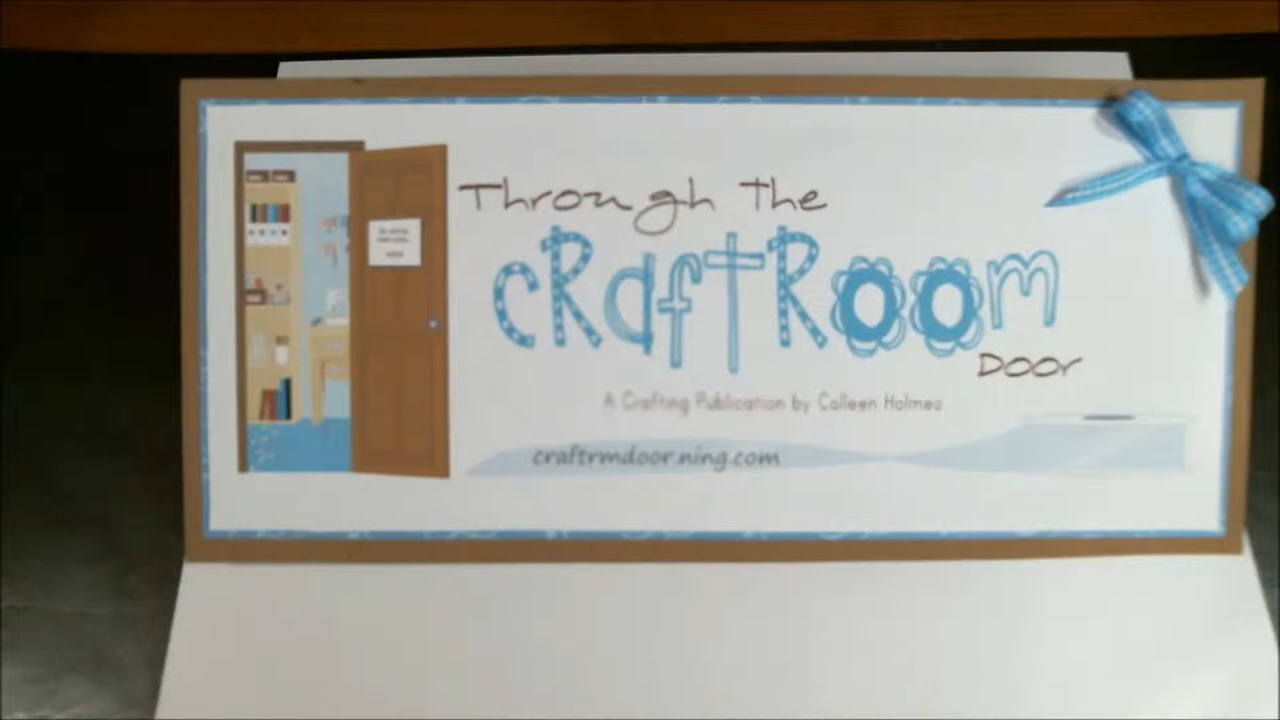 Through The
cRafTRoom
Door
A Crafting Publication by Colleen Holmes
craftrmdoor.ning.com